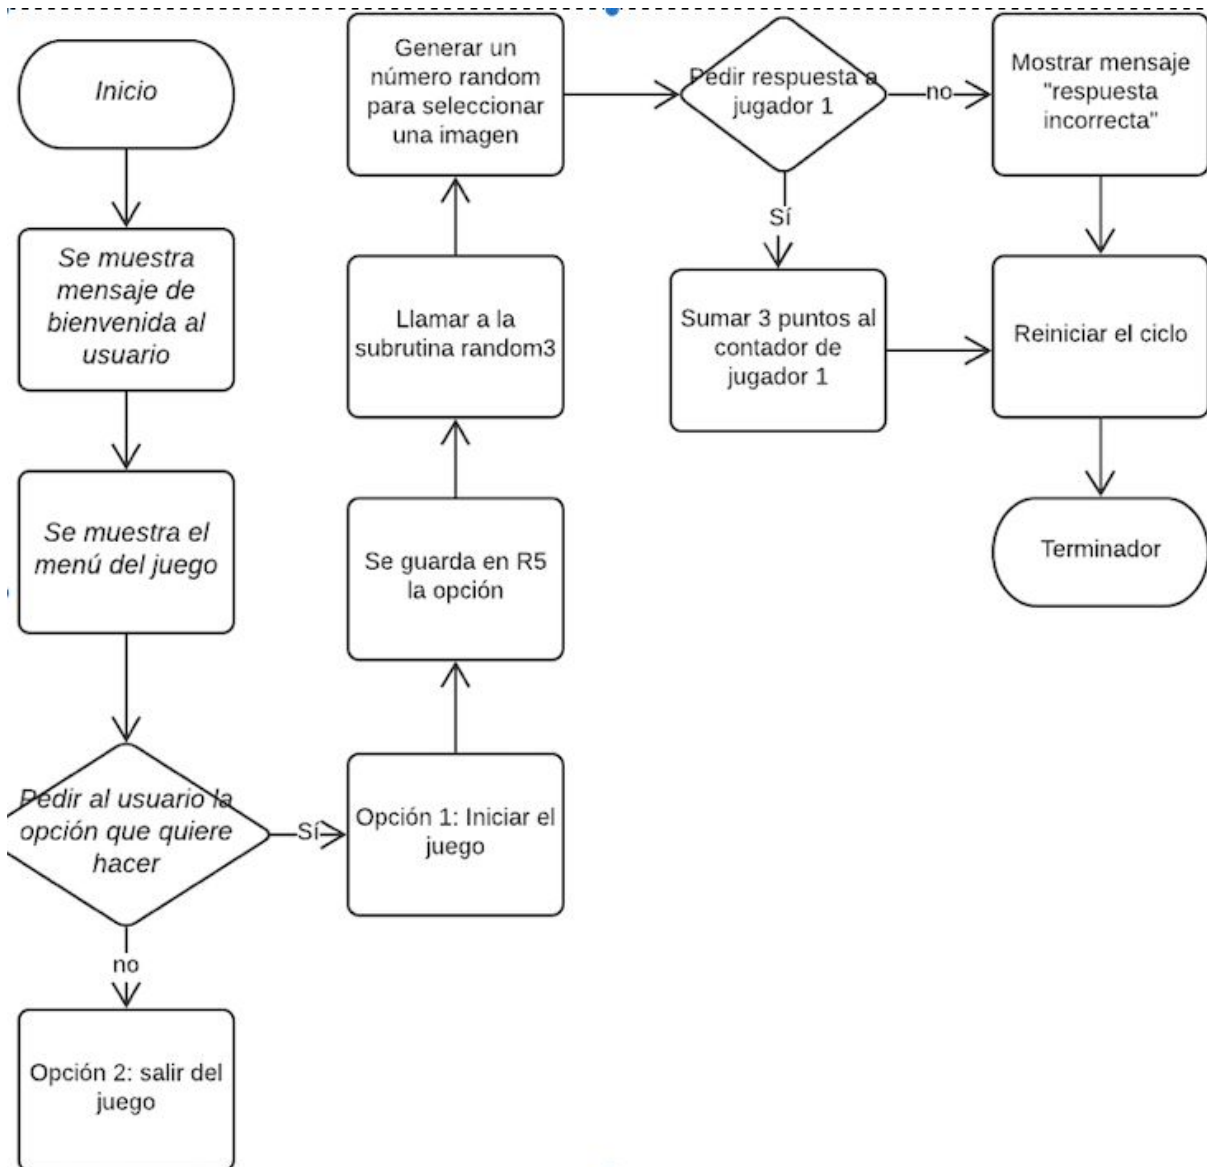 Inicio
Se muestra
mensaje de
bienvenida al
usuario
Se muestra el
menú del juego
Pedir al usuario la
opción que quiere
hacer
no
Opción 2: salir del
juego
Sí
Opción 1: Iniciar el
juego
Se guarda en R5
la opción
Llamar a la
subrutina random3
Generar un
número random
para seleccionar
una imagen
Pedir respuesta a
jugador 1
no
Mostrar mensaje
"respuesta
incorrecta"
Sí
Sumar 3 puntos al
contador de
jugador 1
Reiniciar el ciclo
Terminador